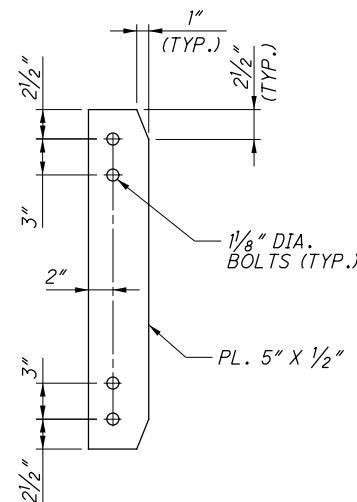 1"
(TYP.)
2½"
2½"
(TYP.)
3"
1⅛" DIA.
BOLTS (TYP.)
2"
PL. 5" X ½"
3"
2½"